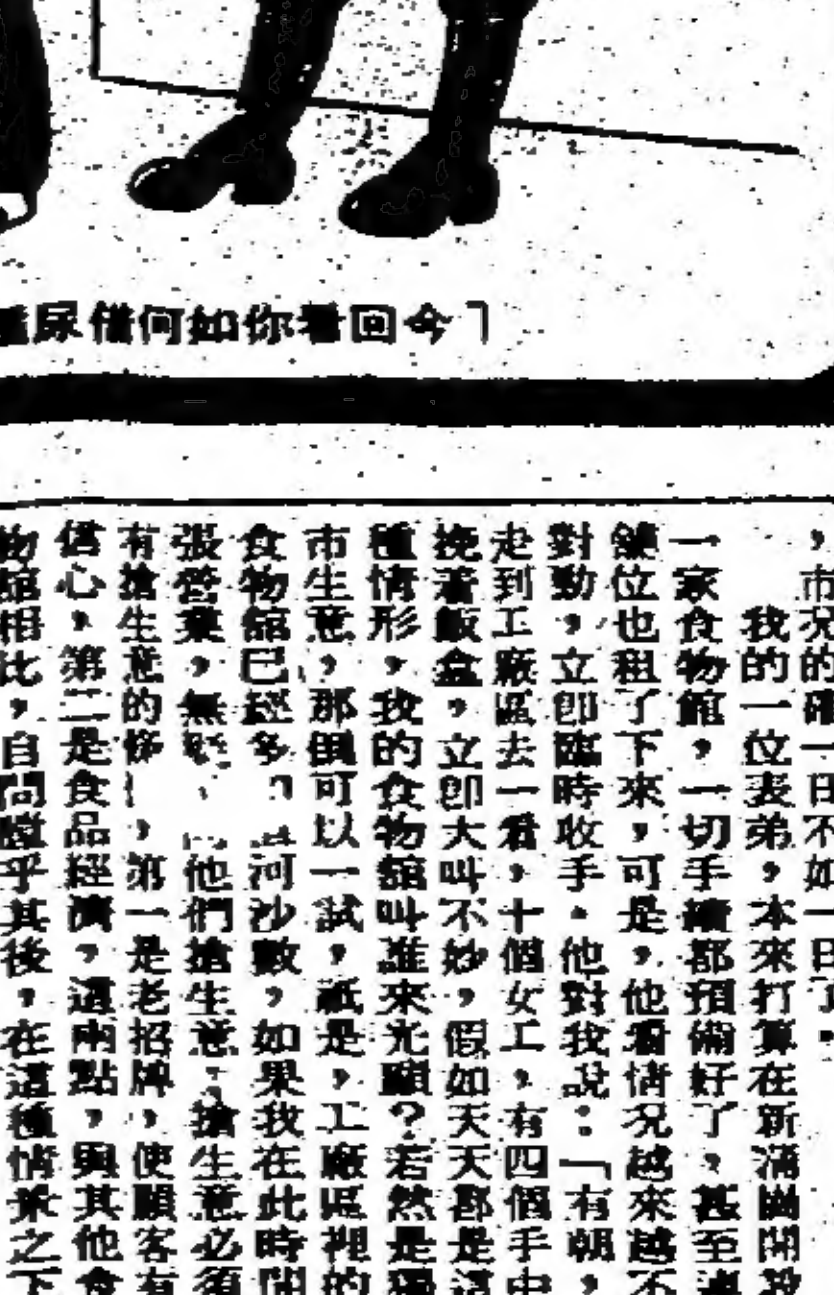 「今回看你如何借尿
，市况的確一日不如一日了。
我的一位表弟，本來打算在新蒲崗開設
一家食物館，一切手續都預備好了，甚至連
舖位也租了下來，可是，他看情况越來越不
對勁，立卽臨時收手。他對我說：「有朝，
走到工廠區去一看，十個女工，有四個手中
挽着飯盒，立卽大叫不妙，假如天天都是這
種情形，我的食物館叫誰來光顧？若然是獨
市生意，那倒可以一試，祇是，工廠區裡的
食物舘已經多河沙數，如果我在此時開
張營業，無他們搶生意。搶生意必須
有搶生意的條，第一是老招牌，使顧客有
信心，第二是食品經濟，這兩點，與其他食
物舘相比，自問瞠乎其後，在這種情景之下